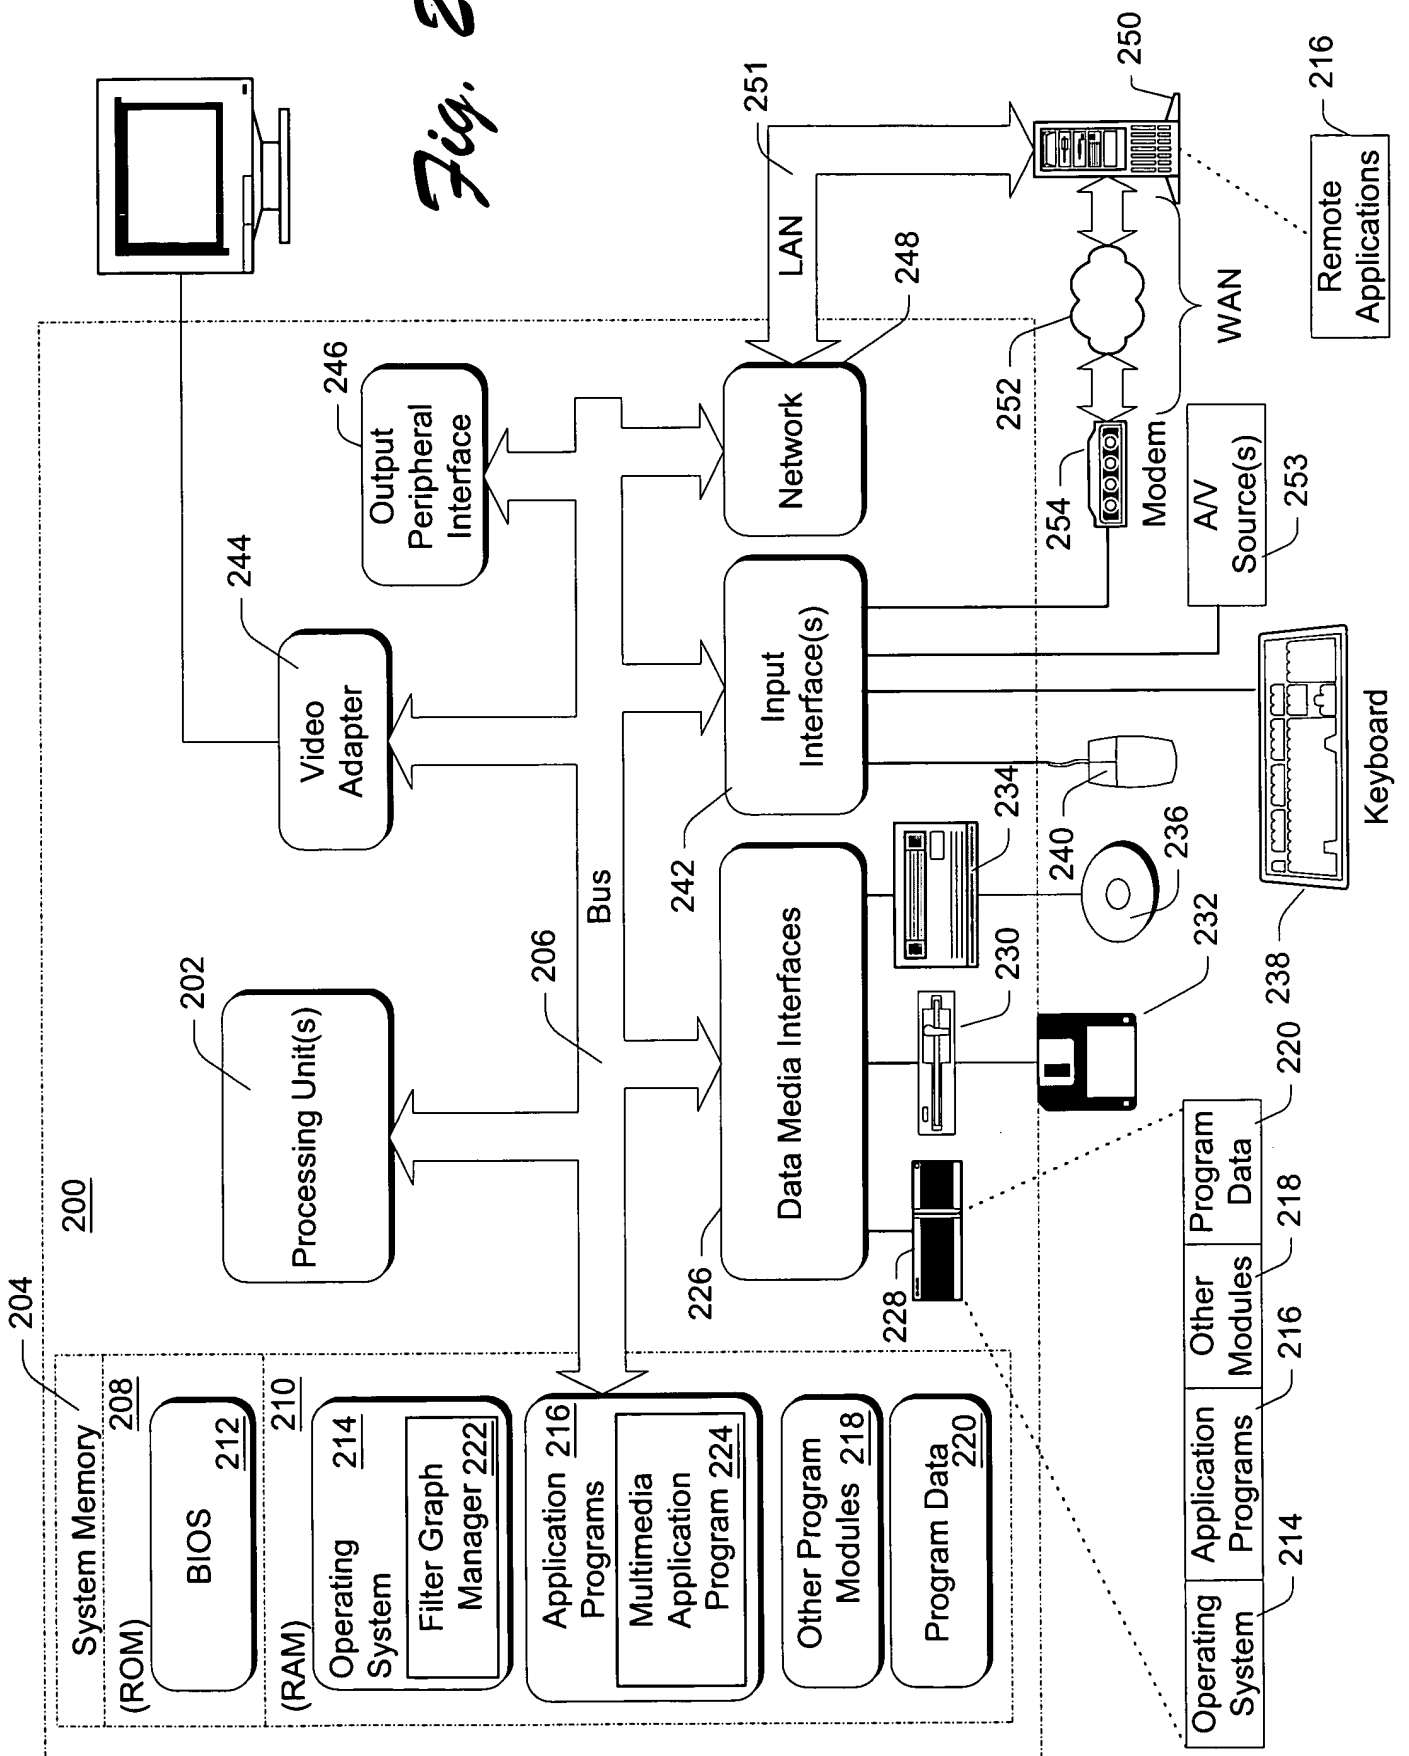 204
200
System Memory
(ROM)
208
BIOS
212
(RAM)
210
Operating
System
214
Filter Graph
Manager 222
Application 216
Programs
Multimedia
Application
Program 224
Other Program
Modules 218
Program Data
220
Processing Unit(s)
202
Video
Adapter
244
Output
Peripheral
Interface
246
Bus
206
Data Media Interfaces
226
Input
Interface(s)
242
Network
248
LAN
251
228
230
234
240
236
232
254
Modem
252
WAN
250
A/V
Source(s)
253
238
Keyboard
Remote
Applications
216
Operating
System
214
Application
Programs
216
Other
Modules
218
Program
Data
220
Fig. 2